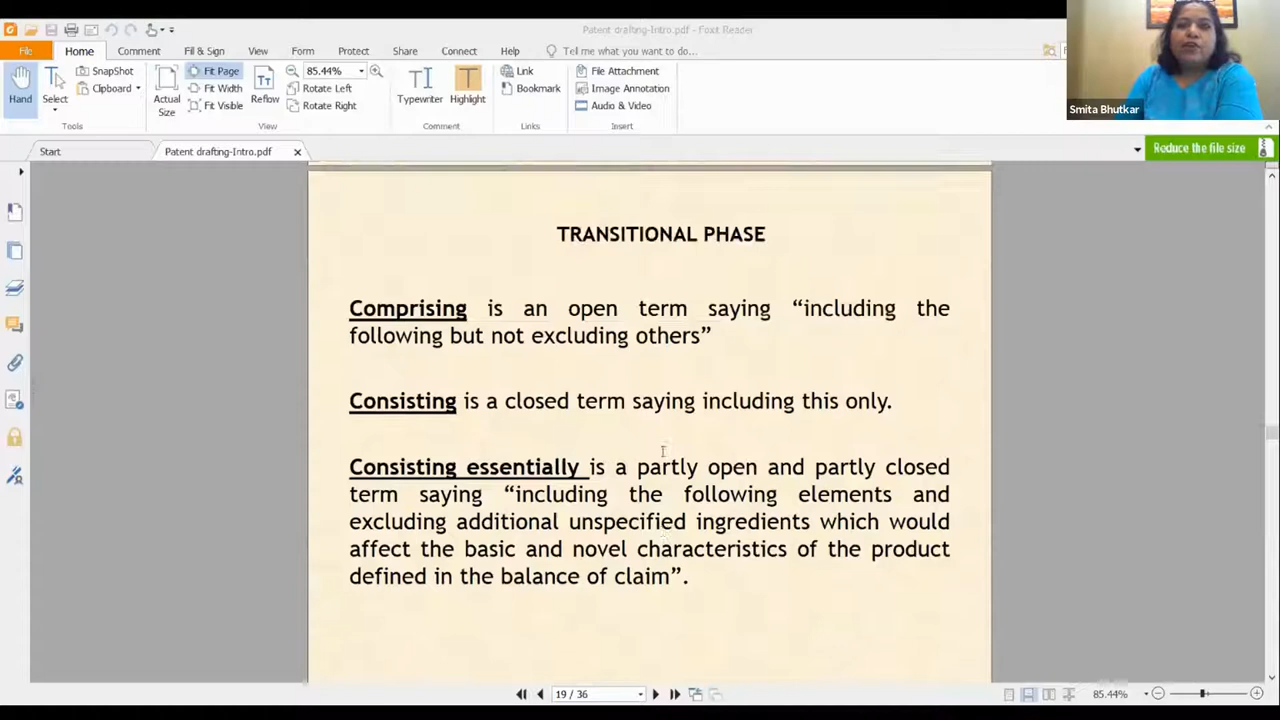 Patent drafting-Intro.pdf - Foxit Reader
File Home Comment Fill & Sign View Form Protect Share Connect Help Tell me what you want to do...
Hand
Select
SnapShot
Clipboard
Tools
Actual Size
Fit Page
Fit Width
Fit Visible
Reflow
85.44%
Rotate Left
Rotate Right
View
Typewriter
Highlight
Comment
Link
Bookmark
Links
File Attachment
Image Annotation
Audio & Video
Insert
Smita Bhutkar
Start
Patent drafting-Intro.pdf
Reduce the file size
TRANSITIONAL PHASE
Comprising is an open term saying “including the
following but not excluding others”
Consisting is a closed term saying including this only.
Consisting essentially is a partly open and partly closed
term saying “including the following elements and
excluding additional unspecified ingredients which would
affect the basic and novel characteristics of the product
defined in the balance of claim”.
19 / 36
85.44%